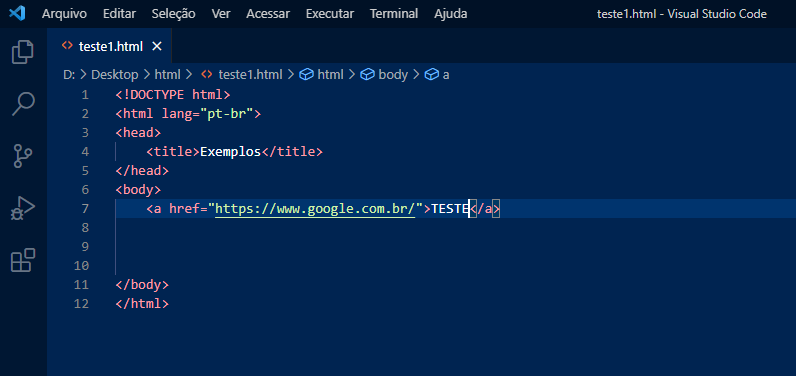 Arquivo Editar Seleção Ver Acessar Executar Terminal Ajuda teste1.html - Visual Studio Code
teste1.html
D: > Desktop > html > teste1.html > html > body > a
1 <!DOCTYPE html>
2 <html lang="pt-br">
3 <head>
4 <title>Exemplos</title>
5 </head>
6 <body>
7 <a href="https://www.google.com.br/">TESTE</a>
8
9
10
11 </body>
12 </html>